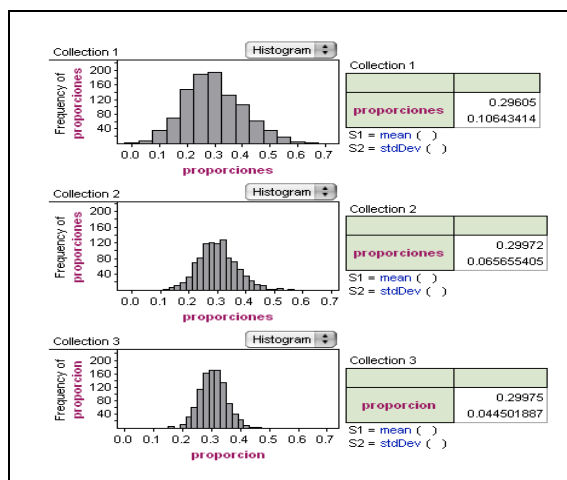 Collection 1
Histogram
Frequency of
proporciones
200
160
120
80
40
0.0 0.1 0.2 0.3 0.4 0.5 0.6 0.7
proporciones
Collection 1
proporciones
0.29605
0.10643414
S1 = mean ( )
S2 = stdDev ( )
Collection 2
Histogram
Frequency of
proporciones
200
160
120
80
40
0.0 0.1 0.2 0.3 0.4 0.5 0.6 0.7
proporciones
Collection 2
proporciones
0.29972
0.065655405
S1 = mean ( )
S2 = stdDev ( )
Collection 3
Histogram
Frequency of
proporcion
200
160
120
80
40
0.0 0.1 0.2 0.3 0.4 0.5 0.6 0.7
proporcion
Collection 3
proporcion
0.29975
0.044501887
S1 = mean ( )
S2 = stdDev ( )